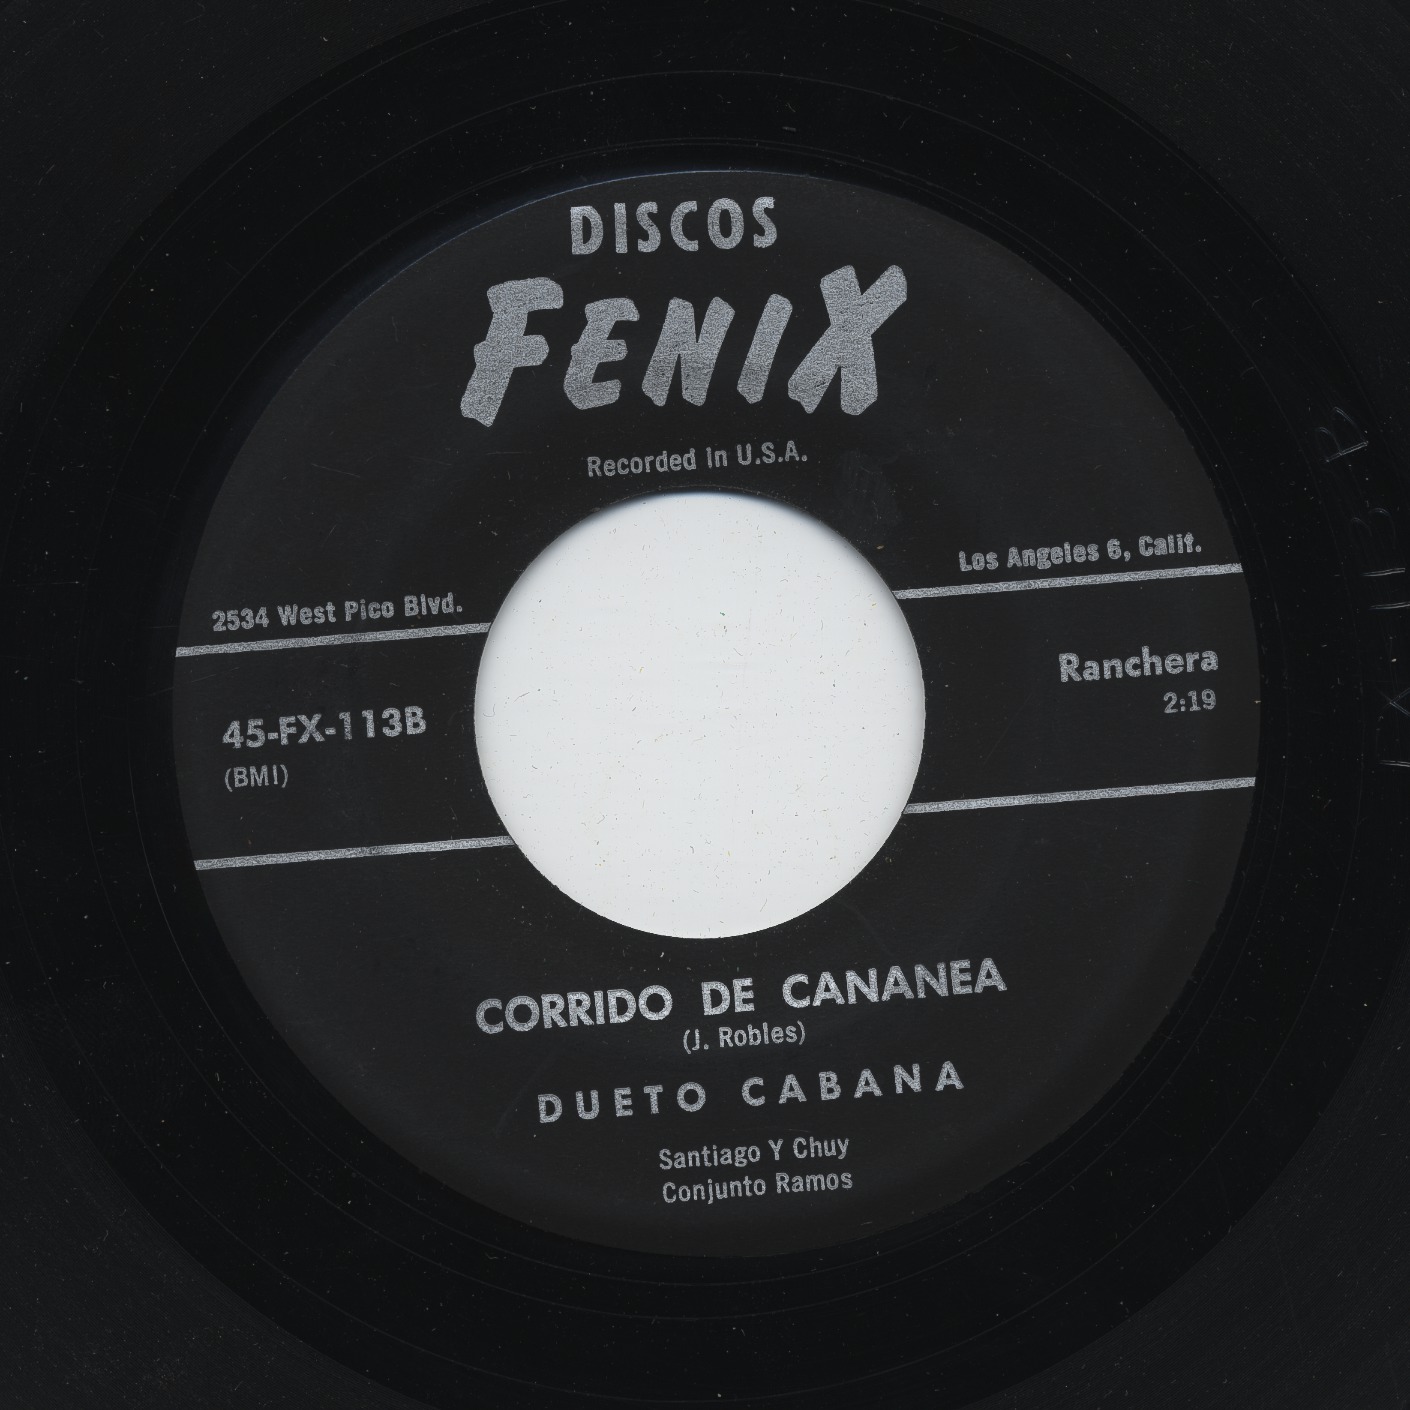 DISCOS
FENIX
Recorded in U.S.A.
2534 West Pico Blvd.
Los Angeles 6, Calif.
45-FX-113B
(BMI)
Ranchera
2:19
CORRIDO DE CANANEA
(J. Robles)
DUETO CABANA
Santiago Y Chuy
Conjunto Ramos